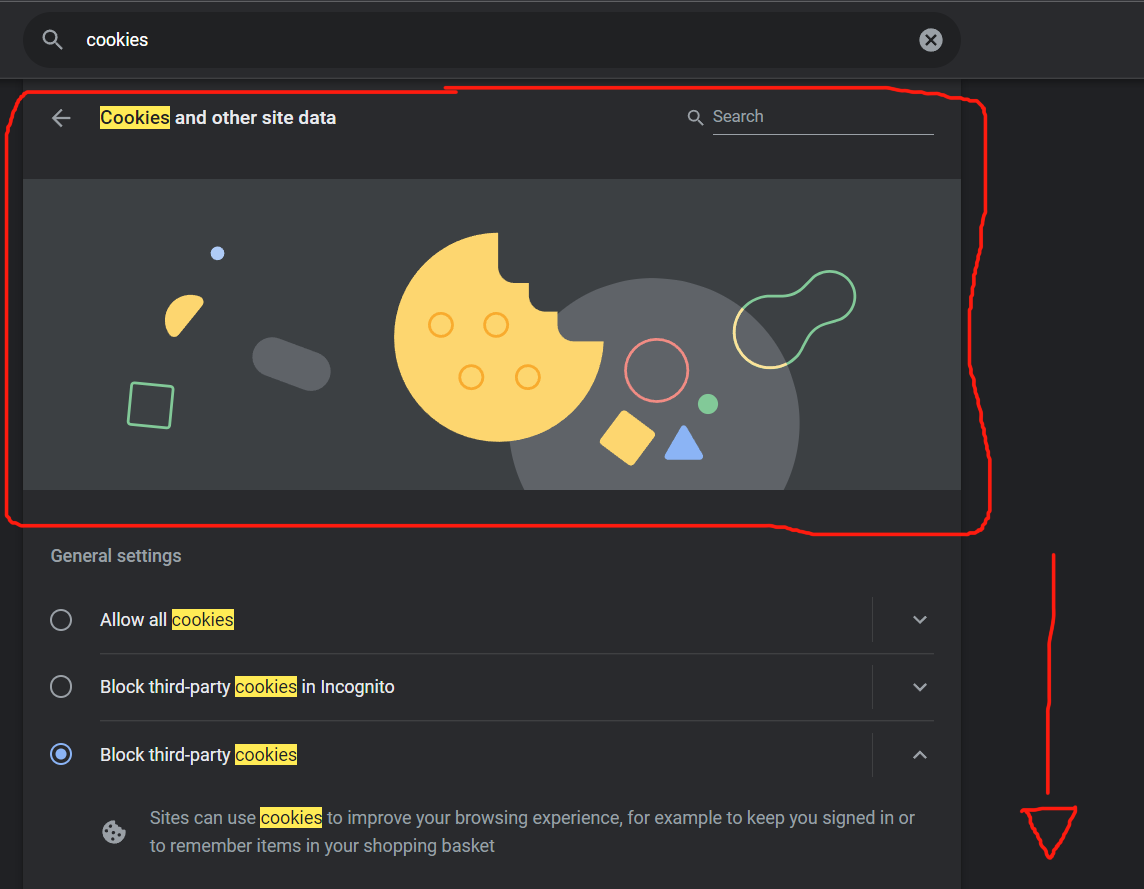 cookies
Cookies and other site data
Search
General settings
Allow all cookies
Block third-party cookies in Incognito
Block third-party cookies
Sites can use cookies to improve your browsing experience, for example to keep you signed in or
to remember items in your shopping basket